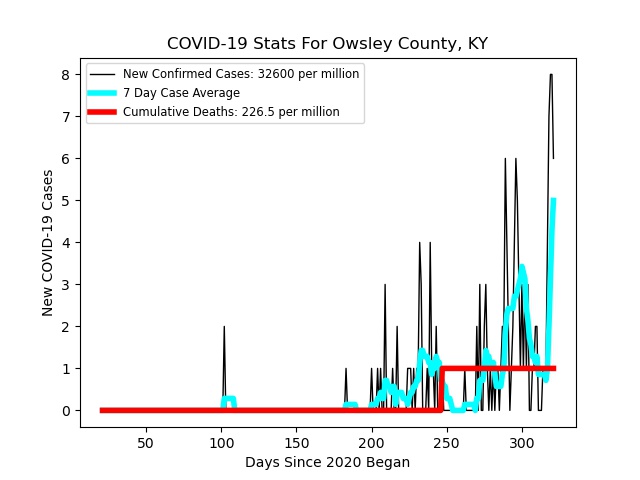 COVID-19 Stats For Owsley County, KY
New Confirmed Cases: 32600 per million
7 Day Case Average
Cumulative Deaths: 226.5 per million
New COVID-19 Cases
8
7
6
5
4
3
2
1
0
50 100 150 200 250 300
Days Since 2020 Began